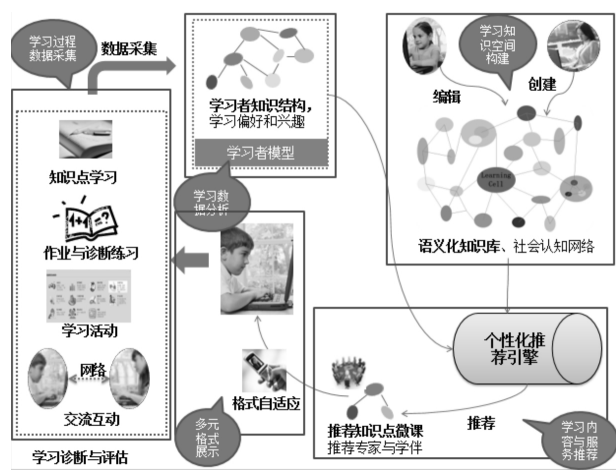 学习过程
数据采集
数据采集
学习者知识结构，
学习偏好和兴趣
学习者模型
学习知
识空间
构建
编辑
创建
Learning
Cell
语义化知识库、社会认知网络
知识点学习
1+4=?
作业与诊断练习
学习活动
网络
交流互动
学习诊断与评估
学习数
据分析
格式自适应
多元
格式
展示
个性化推
荐引擎
推荐知识点微课
推荐专家与学伴
推荐
学习内
容与服
务推荐